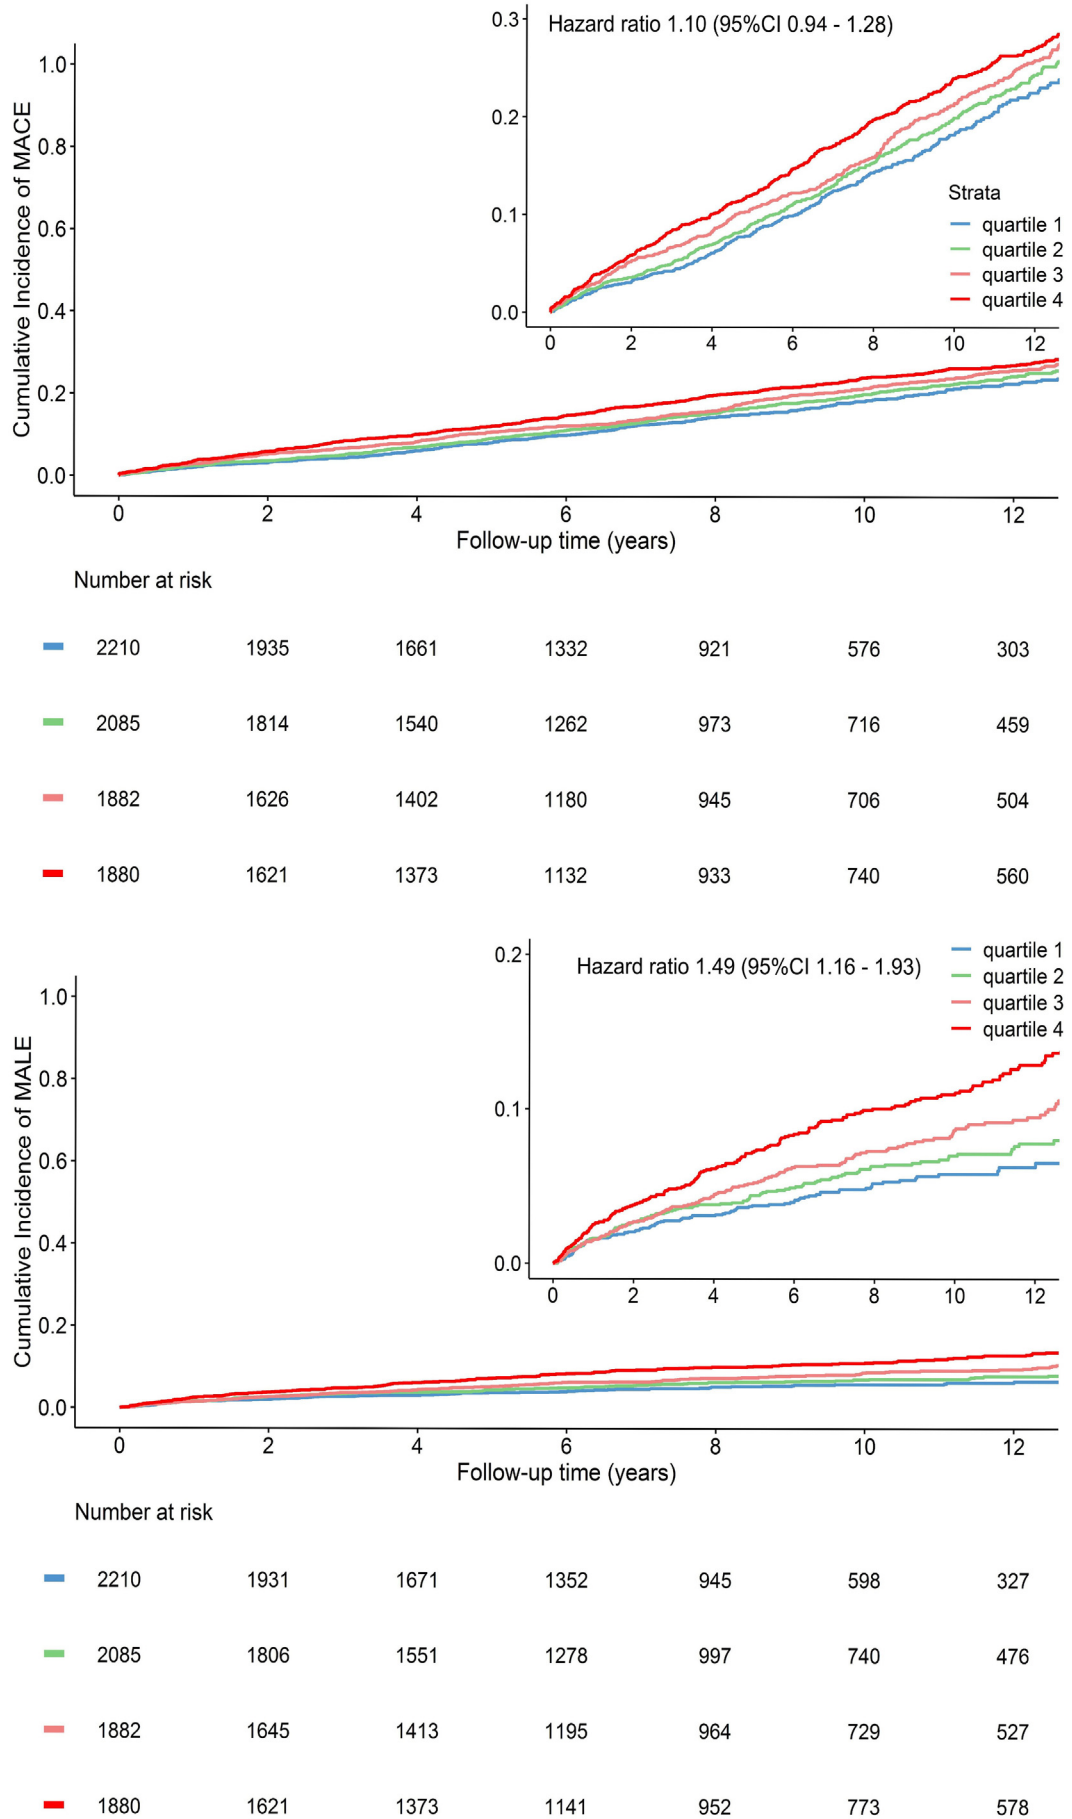 0.3
Hazard ratio 1.10 (95%CI 0.94 - 1.28)
0.2
0.1
0.0
Strata
quartile 1
quartile 2
quartile 3
quartile 4
0 2 4 6 8 10 12
Cumulative Incidence of MACE
1.0
0.8
0.6
0.4
0.2
0.0
0 2 4 6 8 10 12
Follow-up time (years)
Number at risk
2210 1935 1661 1332 921 576 303
2085 1814 1540 1262 973 716 459
1882 1626 1402 1180 945 706 504
1880 1621 1373 1132 933 740 560
0.2
Hazard ratio 1.49 (95%CI 1.16 - 1.93)
0.1
0.0
quartile 1
quartile 2
quartile 3
quartile 4
0 2 4 6 8 10 12
Cumulative Incidence of MALE
1.0
0.8
0.6
0.4
0.2
0.0
0 2 4 6 8 10 12
Follow-up time (years)
Number at risk
2210 1931 1671 1352 945 598 327
2085 1806 1551 1278 997 740 476
1882 1645 1413 1195 964 729 527
1880 1621 1373 1141 952 773 578